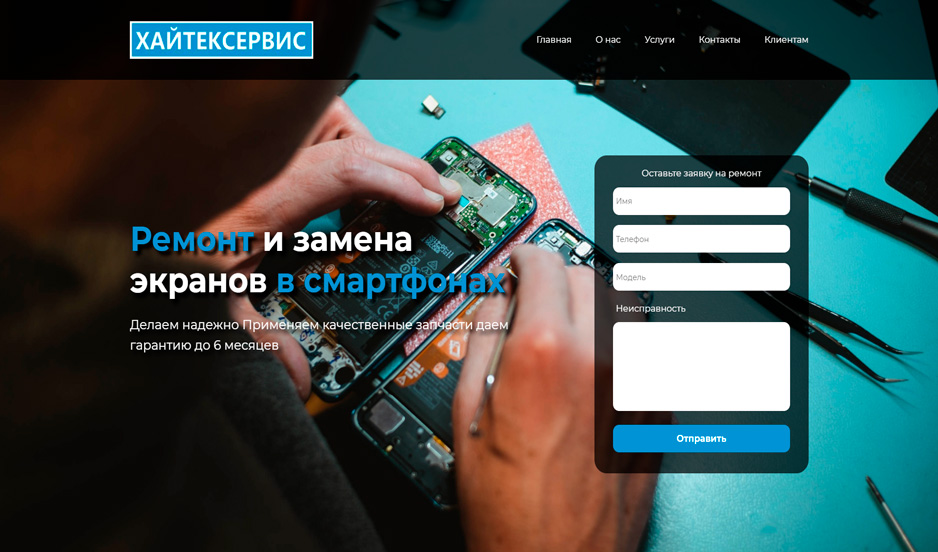 ХАЙТЕКСЕРВИС
Главная О нас Услуги Контакты Клиентам
Ремонт и замена
экранов в смартфонах
Делаем надежно Применяем качественные запчасти даем
гарантию до 6 месяцев
Оставьте заявку на ремонт
Имя
Телефон
Модель
Неисправность
Отправить